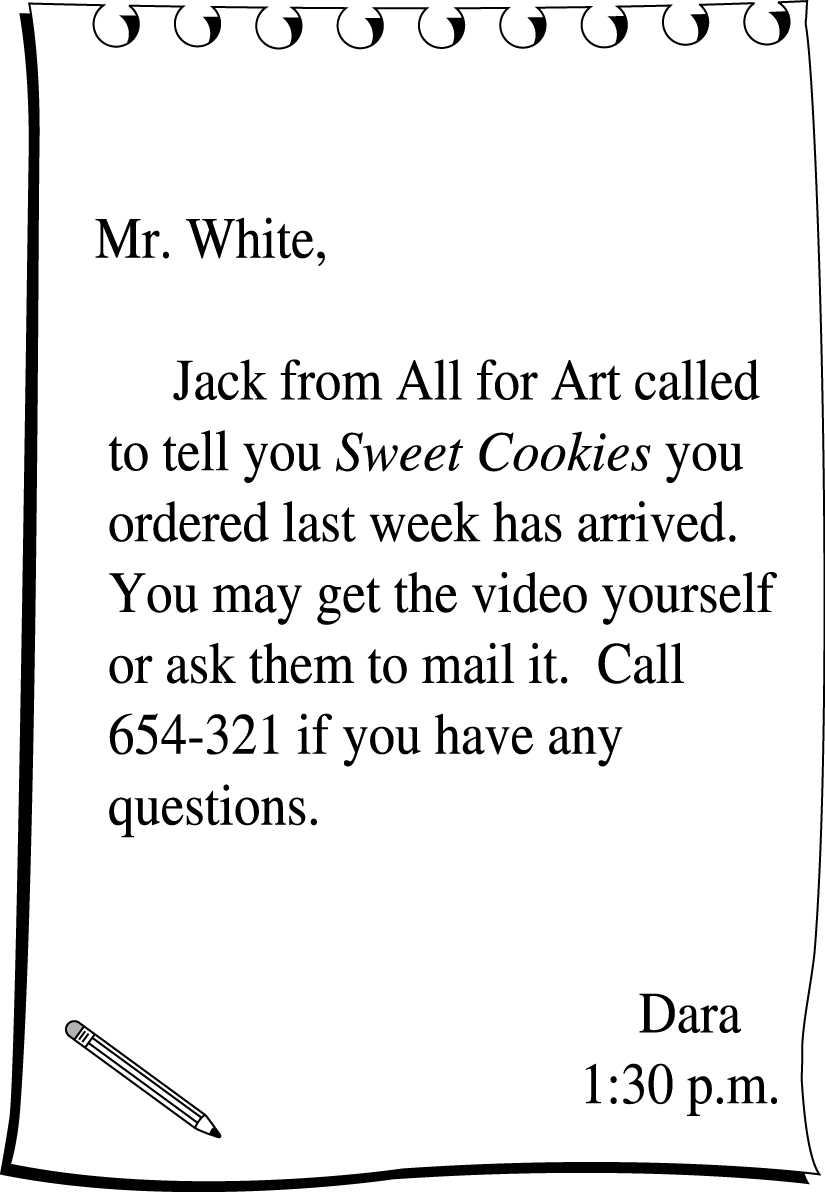 Mr. White,
Jack from All for Art called
to tell you Sweet Cookies you
ordered last week has arrived.
You may get the video yourself
or ask them to mail it.  Call
654-321 if you have any
questions.
Dara
1:30 p.m.